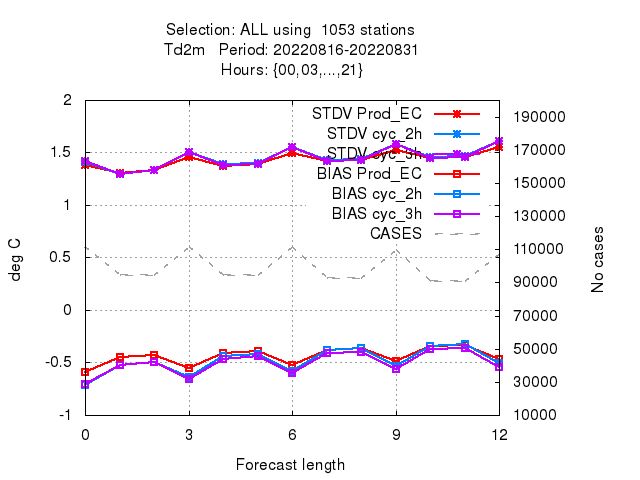 Selection: ALL using  1053 stations
Td2m   Period: 20220816-20220831
Hours: {00,03,...,21}
2
1.5
1
0.5
0
-0.5
-1
deg C
190000
170000
150000
130000
110000
90000
70000
50000
30000
10000
No cases
STDV Prod_EC
STDV cyc_2h
STDV cyc_3h
BIAS Prod_EC
BIAS cyc_2h
BIAS cyc_3h
CASES
0 3 6 9 12
Forecast length